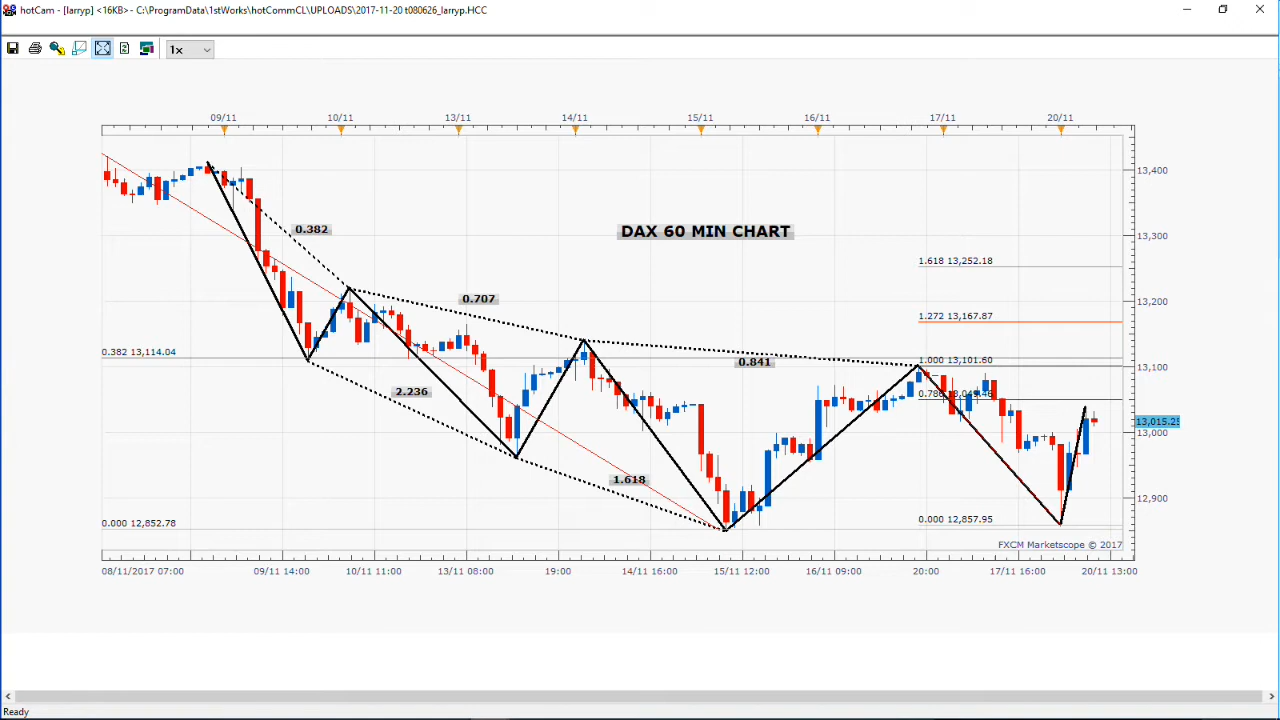 hotCam - [larryp] <16KB> - C:\ProgramData\1stWorks\hotCommCL\UPLOADS\2017-11-20 t080626_larryp.HCC
1x
09/11 10/11 13/11 14/11 15/11 16/11 17/11 20/11
13,400
0.382
DAX 60 MIN CHART
13,300
1.618 13,252.18
0.707
13,200
1.272 13,167.87
0.382 13,114.04
0.841
1.000 13,101.60
13,100
2.236
13,015.25
13,000
1.618
12,900
0.000 12,852.78
0.000 12,857.95
FXCM Marketscope © 2017
08/11/2017 07:00 09/11 14:00 10/11 11:00 13/11 08:00 19:00 14/11 16:00 15/11 12:00 16/11 09:00 20:00 17/11 16:00 20/11 13:00
Ready